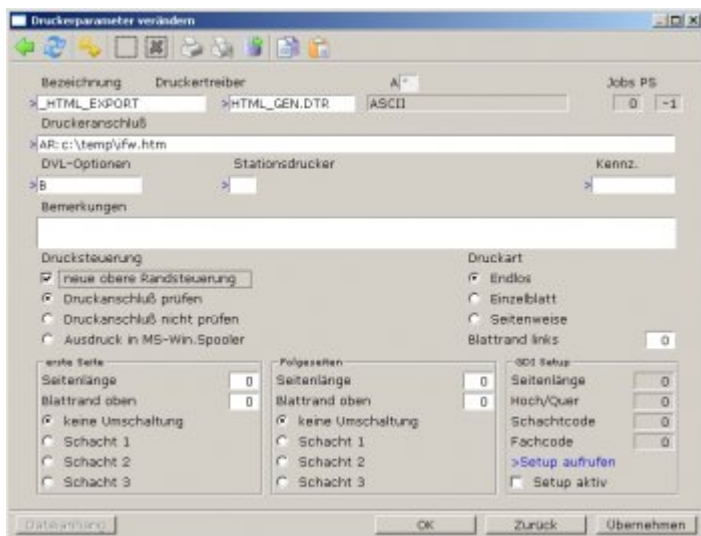 Druckerparameter verändern
Bezeichnung Druckertreiber A Jobs PS
>_HTML_EXPORT >HTML_GEN.DTR ASCII 0 -1
Druckeranschluß
>AR:c:\temp\ifw.htm
DVL-Optionen Stationsdrucker Kennz.
>B > >
Bemerkungen
Drucksteuerung Druckart
neue obere Randsteuerung Endlos
Druckanschluß prüfen Einzelblatt
Druckanschluß nicht prüfen Seitenweise
Ausdruck in MS-Win.Spooler Blattrand links 0
erste Seite Folgeseiten GDI Setup
Seitenlänge 0 Seitenlänge 0 Seitenlänge 0
Blattrand oben 0 Blattrand oben 0 Hoch/Quer 0
keine Umschaltung keine Umschaltung Schachtcode 0
Schacht 1 Schacht 1 Fachcode 0
Schacht 2 Schacht 2 >Setup aufrufen
Schacht 3 Schacht 3 Setup aktiv
Dateianhang OK Zurück Übernehmen